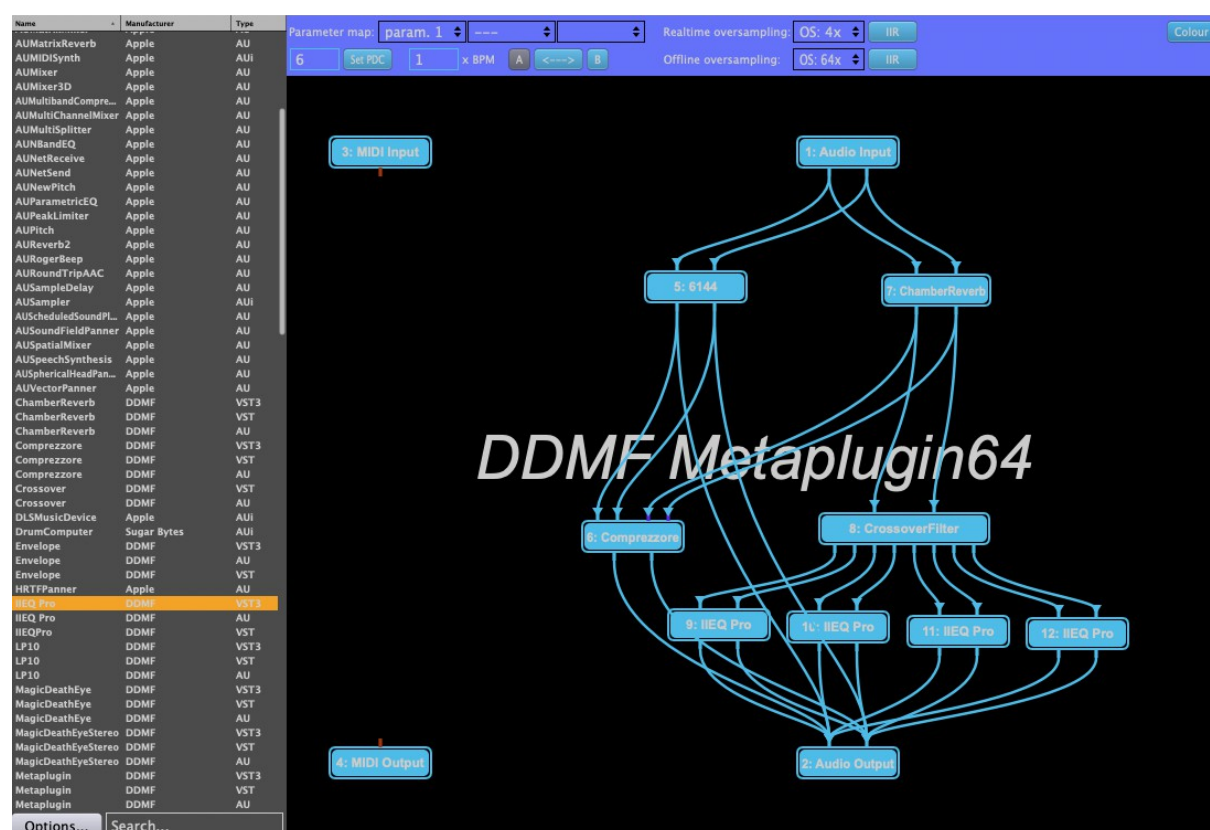 Name Manufacturer Type
AUMatrixReverb Apple AU
AUMIDISynth Apple AUi
AUMixer Apple AU
AUMixer3D Apple AU
AUMultibandCompre... Apple AU
AUMultiChannelMixer Apple AU
AUMultiSplitter Apple AU
AUNBandEQ Apple AU
AUNetReceive Apple AU
AUNetSend Apple AU
AUNewPitch Apple AU
AUParametricEQ Apple AU
AUPeakLimiter Apple AU
AUPitch Apple AU
AUReverb2 Apple AU
AURogerBeep Apple AU
AURoundTripAAC Apple AU
AUSampleDelay Apple AU
AUSampler Apple AUi
AUScheduledSoundPl... Apple AU
AUSoundFieldPanner Apple AU
AUSpatialMixer Apple AU
AUSpeechSynthesis Apple AU
AUSphericalHeadPan... Apple AU
AUVectorPanner Apple AU
ChamberReverb DDMF VST3
ChamberReverb DDMF VST
ChamberReverb DDMF AU
Comprezzore DDMF VST3
Comprezzore DDMF VST
Comprezzore DDMF AU
Crossover DDMF VST
Crossover DDMF AU
DLSMusicDevice Apple AUi
DrumComputer Sugar Bytes AUi
Envelope DDMF VST3
Envelope DDMF AU
Envelope DDMF VST
HRTFPanner Apple AU
IIEQ Pro DDMF VST3
IIEQ Pro DDMF AU
IIEQPro DDMF VST
LP10 DDMF VST3
LP10 DDMF VST
LP10 DDMF AU
MagicDeathEye DDMF VST3
MagicDeathEye DDMF VST
MagicDeathEye DDMF AU
MagicDeathEyeStereo DDMF VST3
MagicDeathEyeStereo DDMF VST
MagicDeathEyeStereo DDMF AU
Metaplugin DDMF VST3
Metaplugin DDMF VST
Metaplugin DDMF AU
Options... Search...
Parameter map: param. 1 --- Realtime oversampling: OS: 4x IIR Colour
6 Set PDC 1 x BPM A <---> B Offline oversampling: OS: 64x IIR
3: MIDI Input 1: Audio Input
5: 6144 7: ChamberReverb
DDMF Metaplugin64
6: Comprezzore 8: CrossoverFilter
9: IIEQ Pro 10: IIEQ Pro 11: IIEQ Pro 12: IIEQ Pro
4: MIDI Output 2: Audio Output